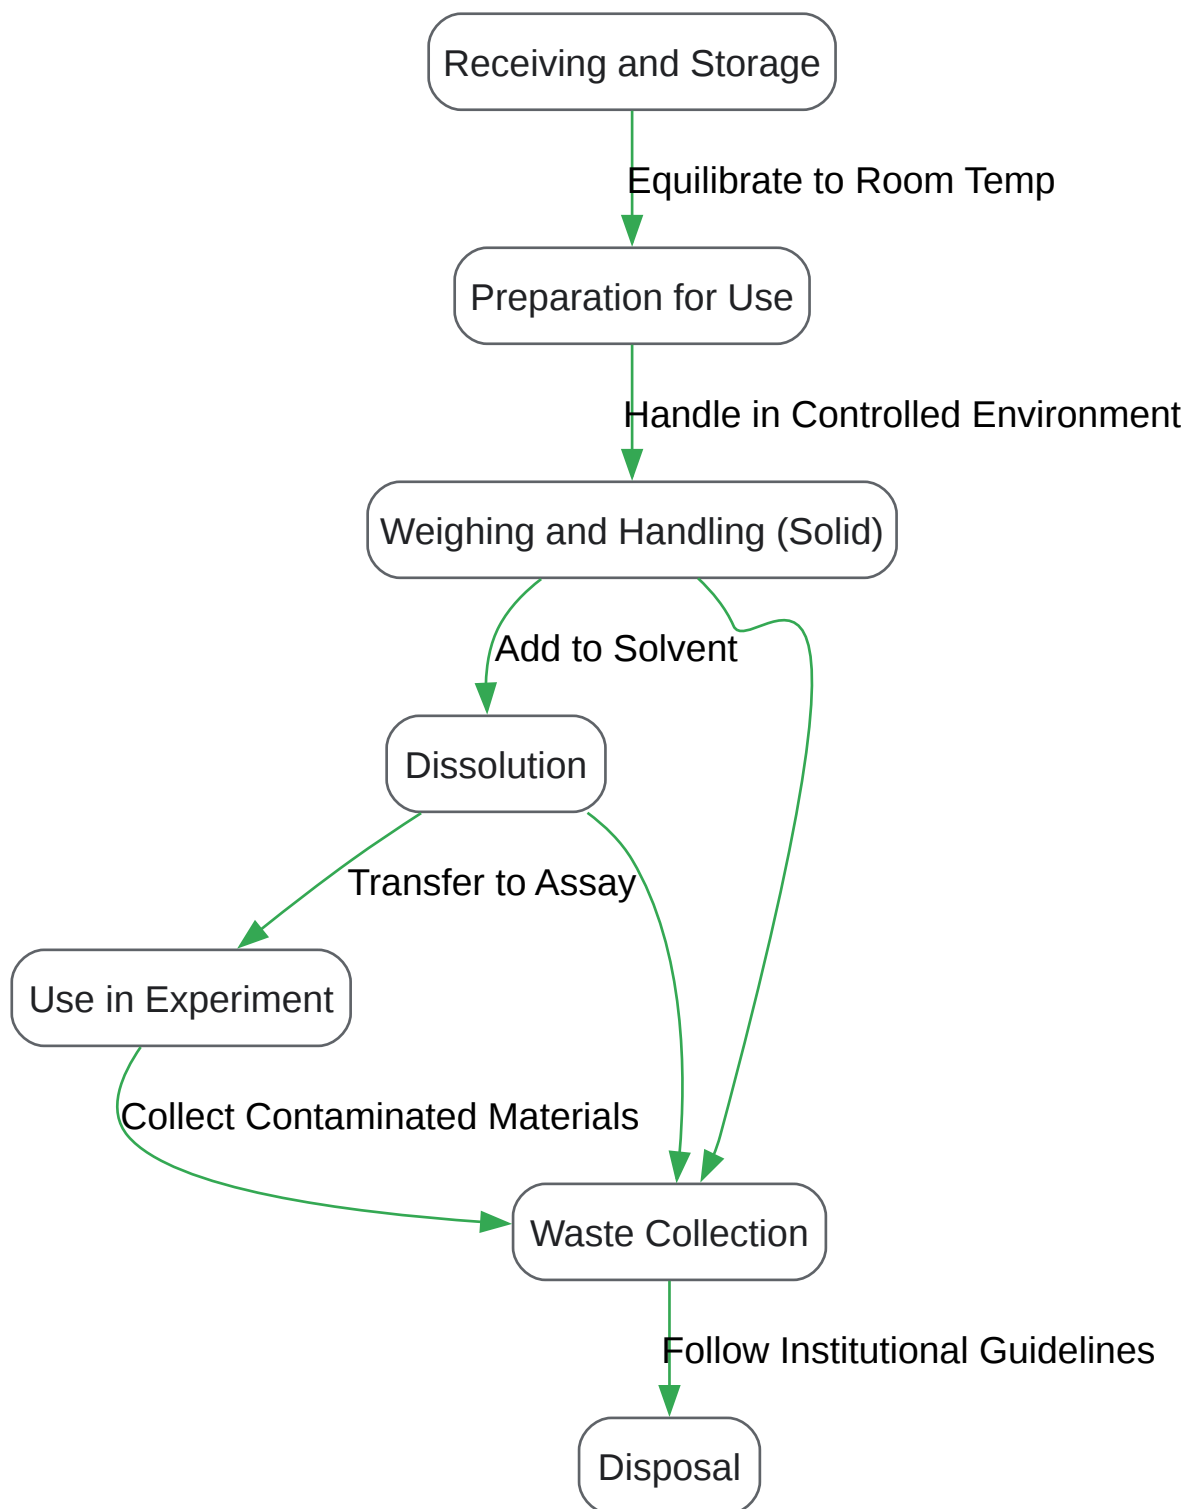 Receiving and Storage
Equilibrate to Room Temp
Preparation for Use
Handle in Controlled Environment
Weighing and Handling (Solid)
Add to Solvent
Dissolution
Transfer to Assay
Use in Experiment
Collect Contaminated Materials
Waste Collection
Follow Institutional Guidelines
Disposal